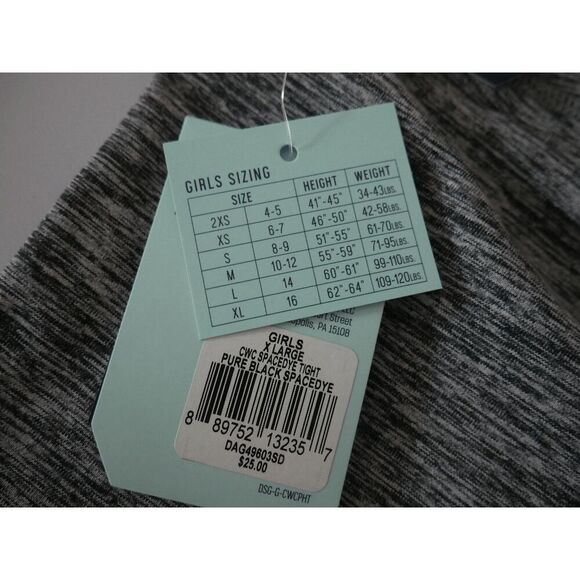 GIRLS SIZING
SIZE HEIGHT WEIGHT
2XS 4-5 41"-45" 34-43LBS.
XS 6-7 46"-50" 42-58LBS.
S 8-9 51"-55" 61-70LBS.
M 10-12 55"-59" 71-95LBS.
L 14 60"-61" 99-110LBS.
XL 16 62"-64" 109-120LBS.
Street
PA 15108
GIRLS
X LARGE
CWC SPACEDYE TIGHT
PURE BLACK SPACEDYE
8 89752 13235 7
DAG49603SD
$25.00
DSG-G-CWCPHT